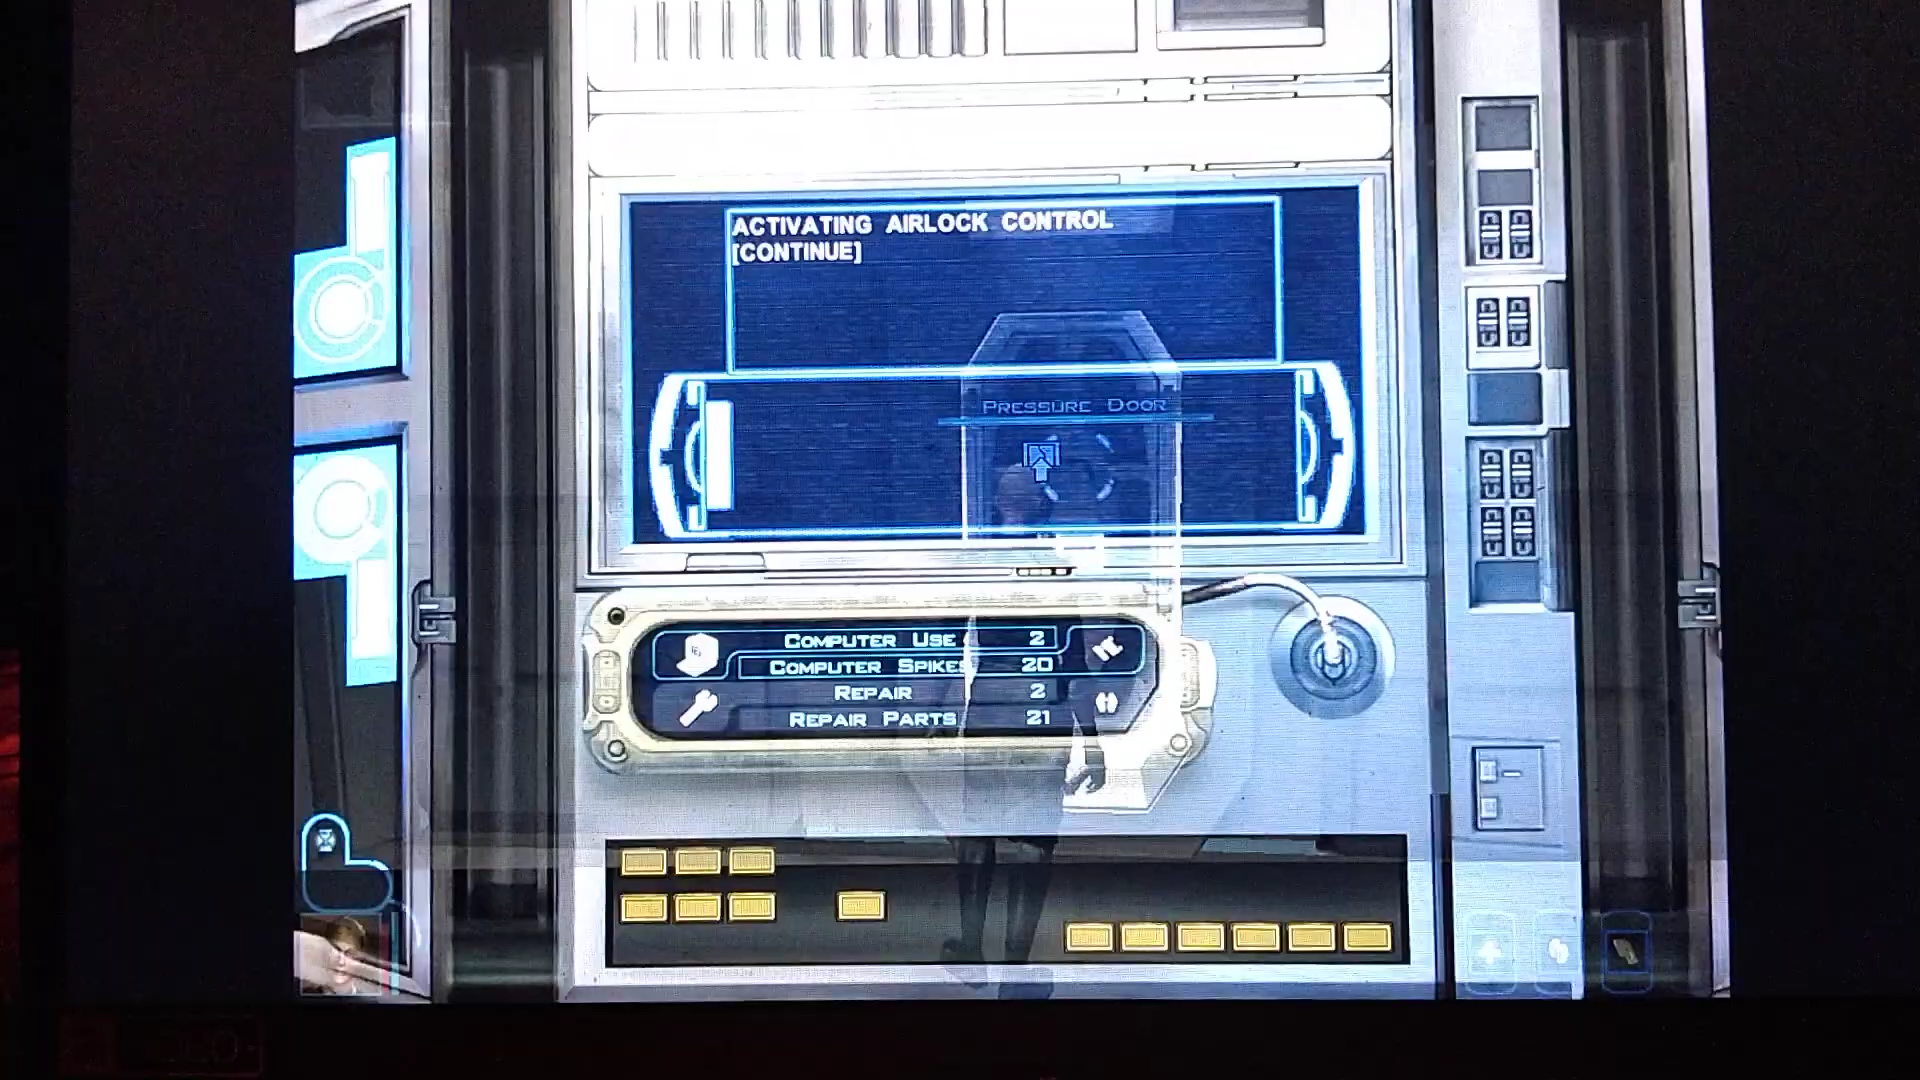 ACTIVATING AIRLOCK CONTROL
[CONTINUE]
PRESSURE DOOR
COMPUTER USE 2
COMPUTER SPIKES 20
REPAIR 2
REPAIR PARTS 21